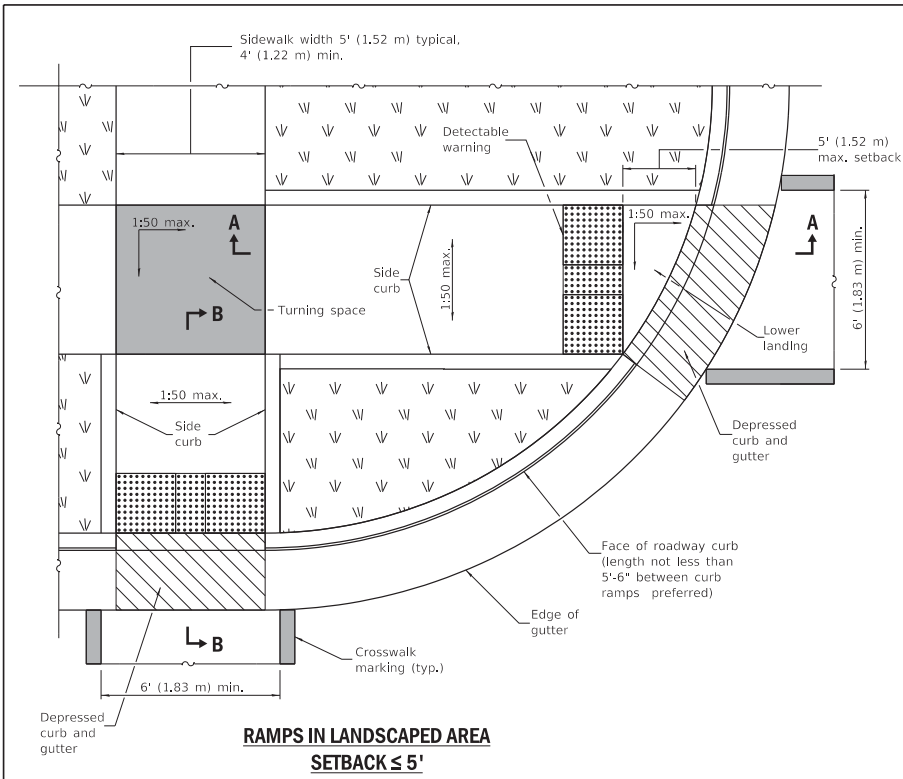 Sidewalk width 5' (1.52 m) typical,
4' (1.22 m) min.
Detectable
warning
5' (1.52 m)
max. setback
1:50 max.
A
1:50 max.
A
Side
curb
1:50 max.
6' (1.83 m) min.
B
Turning space
Lower
landing
1:50 max.
Side
curb
Depressed
curb and
gutter
Face of roadway curb
(length not less than
5'-6" between curb
ramps preferred)
Edge of
gutter
B
Crosswalk
marking (typ.)
6' (1.83 m) min.
Depressed
curb and
gutter
RAMPS IN LANDSCAPED AREA
SETBACK ≤ 5'